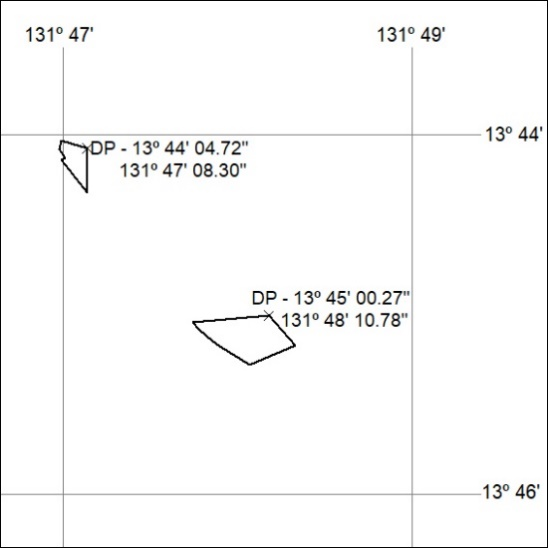 131º 47' 131º 49'
13º 44'
DP - 13º 44' 04.72"
131º 47' 08.30"
DP - 13º 45' 00.27"
131º 48' 10.78"
13º 46'